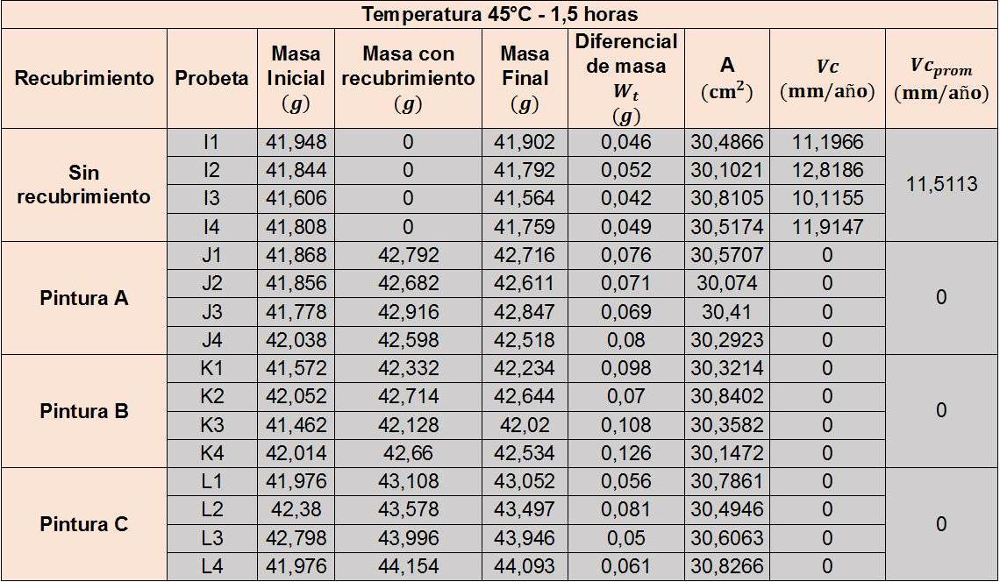 Temperatura 45°C - 1,5 horas
Recubrimiento Probeta Masa Inicial (g) Masa con recubrimiento (g) Masa Final (g) Diferencial de masa Wt (g) A (cm²) Vc (mm/año) Vcprom (mm/año)
Sin recubrimiento I1 41,948 0 41,902 0,046 30,4866 11,1966 11,5113
I2 41,844 0 41,792 0,052 30,1021 12,8186
I3 41,606 0 41,564 0,042 30,8105 10,1155
I4 41,808 0 41,759 0,049 30,5174 11,9147
Pintura A J1 41,868 42,792 42,716 0,076 30,5707 0 0
J2 41,856 42,682 42,611 0,071 30,074 0
J3 41,778 42,916 42,847 0,069 30,41 0
J4 42,038 42,598 42,518 0,08 30,2923 0
Pintura B K1 41,572 42,332 42,234 0,098 30,3214 0 0
K2 42,052 42,714 42,644 0,07 30,8402 0
K3 41,462 42,128 42,02 0,108 30,3582 0
K4 42,014 42,66 42,534 0,126 30,1472 0
Pintura C L1 41,976 43,108 43,052 0,056 30,7861 0 0
L2 42,38 43,578 43,497 0,081 30,4946 0
L3 42,798 43,996 43,946 0,05 30,6063 0
L4 41,976 44,154 44,093 0,061 30,8266 0